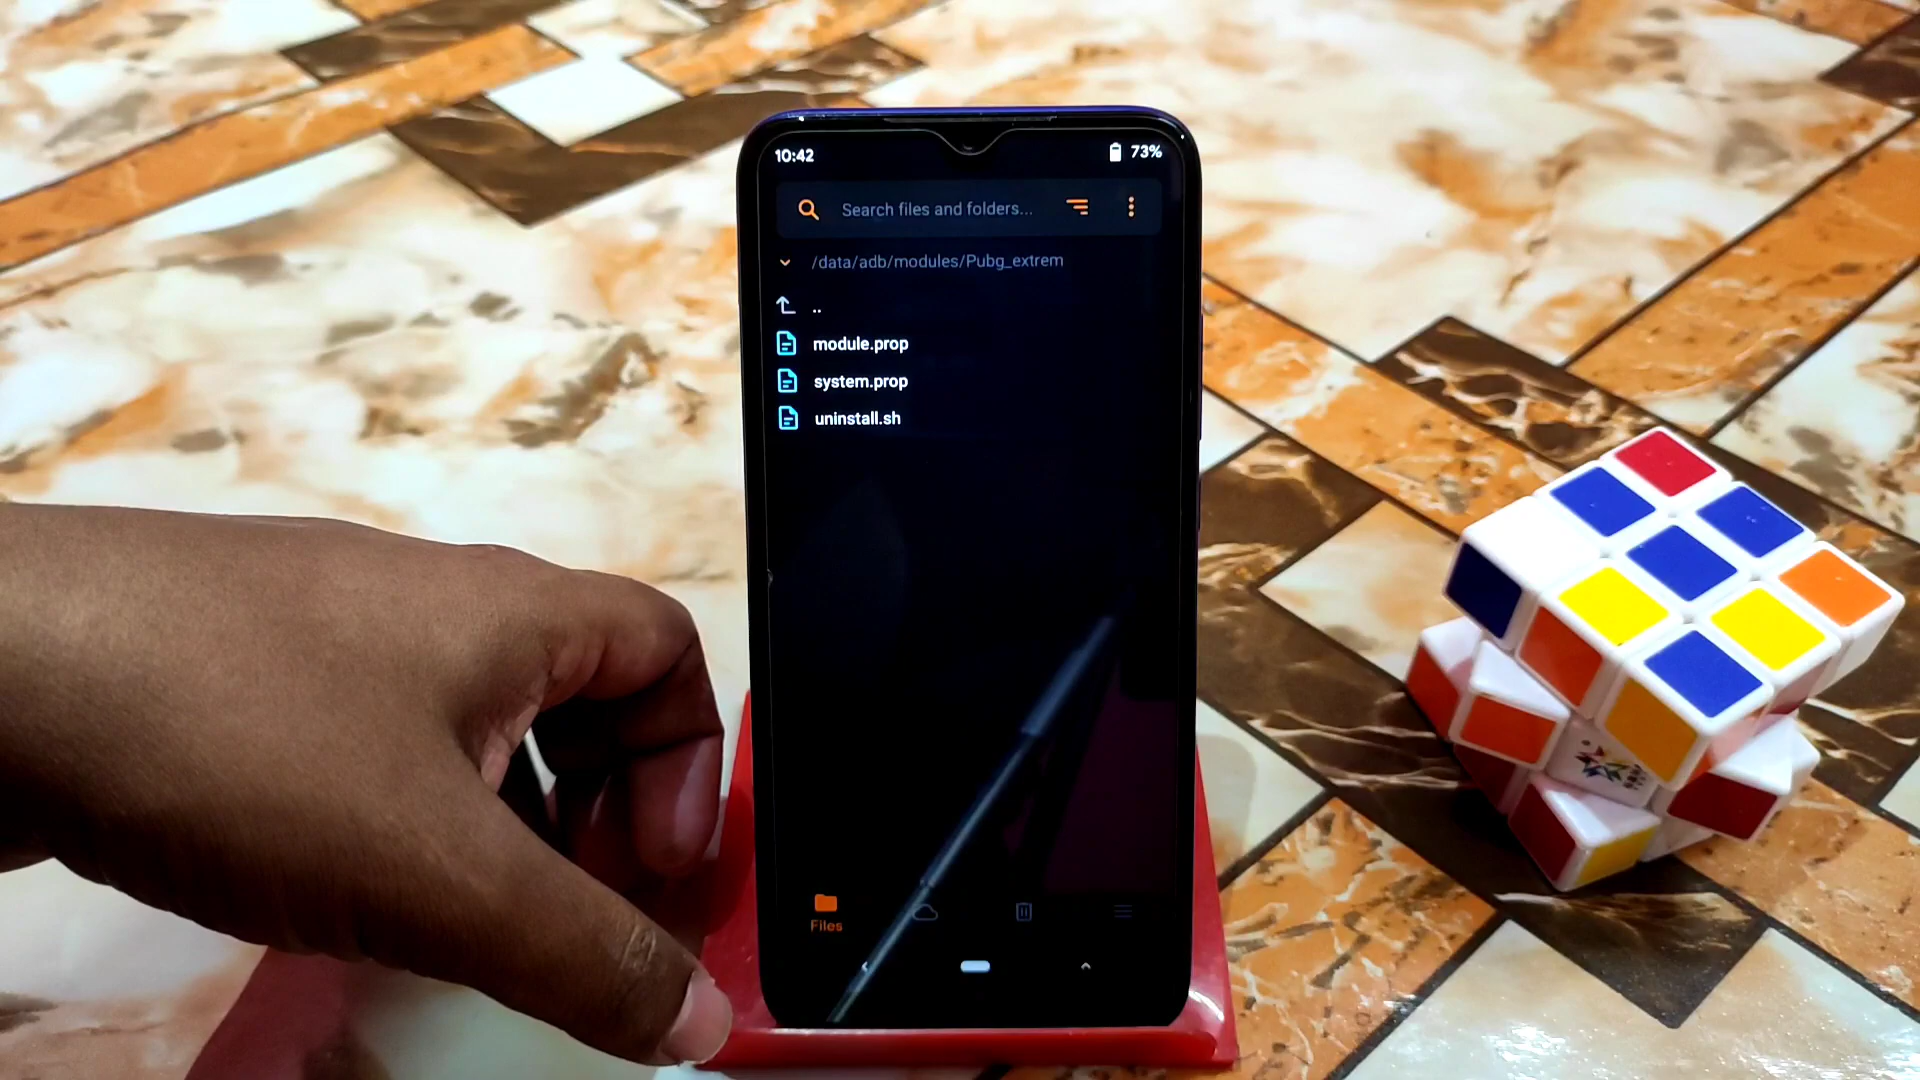 10:42
73%
Search files and folders...
/data/adb/modules/Pubg_extrem
..
module.prop
system.prop
uninstall.sh
Files